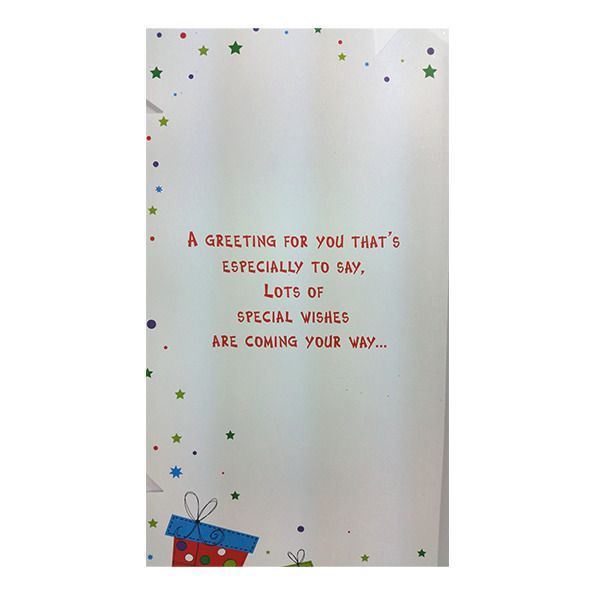 A GREETING FOR YOU THAT'S
ESPECIALLY TO SAY,
LOTS OF
SPECIAL WISHES
ARE COMING YOUR WAY...